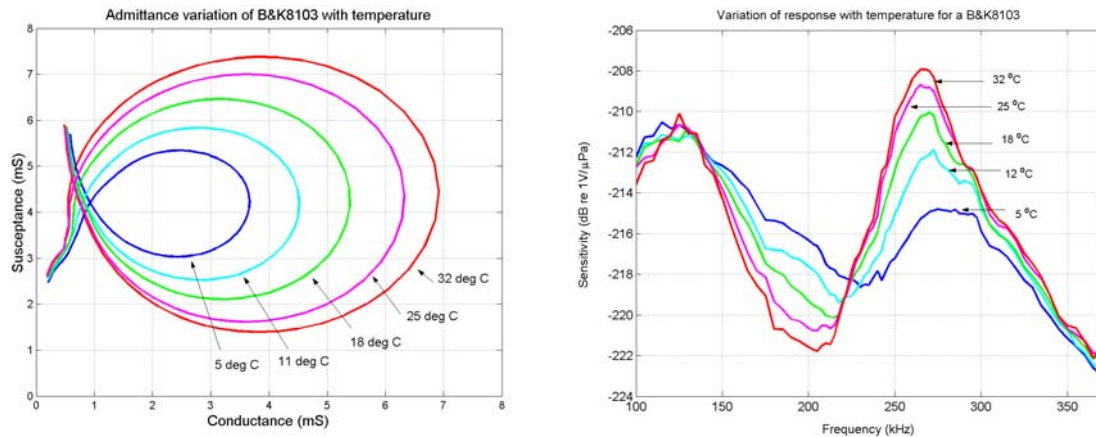 Admittance variation of B&K8103 with temperature
8
7
6
5
4
3
2
1
0
Susceptance (mS)
32 deg C
25 deg C
18 deg C
11 deg C
5 deg C
0 1 2 3 4 5 6 7 8
Conductance (mS)
Variation of response with temperature for a B&K8103
-206
-208
-210
-212
-214
-216
-218
-220
-222
-224
Sensitivity (dB re 1V/μPa)
32 °C
25 °C
18 °C
12 °C
5 °C
100 150 200 250 300 350
Frequency (kHz)